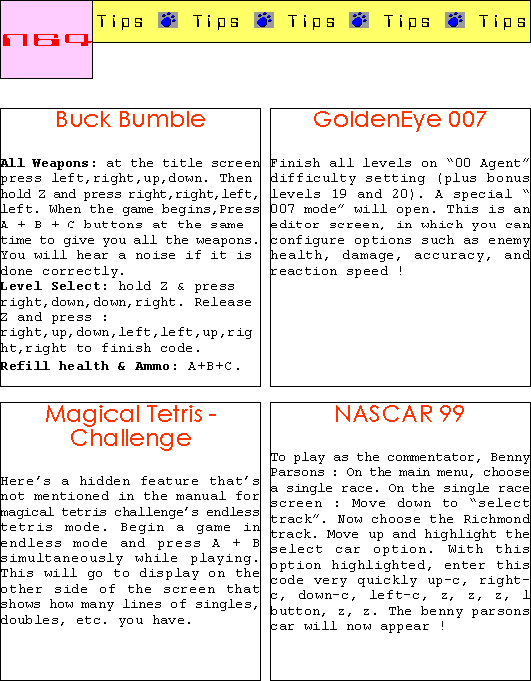 N64
Tips Tips Tips Tips Tips
Buck Bumble
All Weapons: at the title screen
press left,right,up,down. Then
hold Z and press right,right,left,
left. When the game begins,Press
A + B + C buttons at the same
time to give you all the weapons.
You will hear a noise if it is
done correctly.
Level Select: hold Z & press
right,down,down,right. Release
Z and press :
right,up,down,left,left,up,rig
ht,right to finish code.
Refill health & Ammo: A+B+C.
GoldenEye 007
Finish all levels on “00 Agent”
difficulty setting (plus bonus
levels 19 and 20). A special “
007 mode” will open. This is an
editor screen, in which you can
configure options such as enemy
health, damage, accuracy, and
reaction speed !
Magical Tetris -
Challenge
Here’s a hidden feature that’s
not mentioned in the manual for
magical tetris challenge’s endless
tetris mode. Begin a game in
endless mode and press A + B
simultaneously while playing.
This will go to display on the
other side of the screen that
shows how many lines of singles,
doubles, etc. you have.
NASCAR 99
To play as the commentator, Benny
Parsons : On the main menu, choose
a single race. On the single race
screen : Move down to “select
track”. Now choose the Richmond
track. Move up and highlight the
select car option. With this
option highlighted, enter this
code very quickly up-c, right-
c, down-c, left-c, z, z, z, l
button, z, z. The benny parsons
car will now appear !